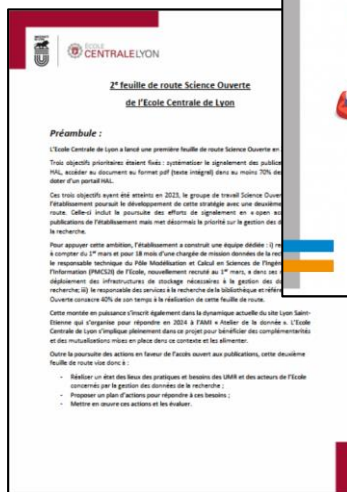 ÉCOLE
CENTRALELYON
2e feuille de route Science Ouverte
de l'Ecole Centrale de Lyon
Préambule :
L'Ecole Centrale de Lyon a lancé une première feuille de route Science Ouverte en
Trois objectifs prioritaires étaient fixés : systématiser le signalement des publica
HAL, accéder au document au format pdf (texte intégral) dans au moins 70% de
doter d'un portail HAL.
Ces trois objectifs ayant été atteints en 2023, le groupe de travail Science Ouver
l'établissement poursuit le développement de cette stratégie avec une deuxième
route. Celle-ci inclut la poursuite des efforts de signalement en « open ac
publications de l'établissement mais met désormais la priorité sur la gestion des d
la recherche.
Pour appuyer cette ambition, l'établissement a construit une équipe dédiée : i) re
à compter du 1er mars et pour 18 mois d'une chargée de mission données de la rec
le responsable technique du Pôle Modélisation et Calcul en Sciences de l'Ingéni
l'Information (PMCS2I) de l'Ecole, nouvellement recruté au 1er mars, a dans ses
déploiement des infrastructures de stockage nécessaires à la gestion des do
recherche; iii) le responsable des services à la recherche de la bibliothèque et référe
Ouverte consacre 40% de son temps à la réalisation de cette feuille de route.
Cette montée en puissance s'inscrit également dans la dynamique actuelle du site Lyon Saint-
Etienne qui s'organise pour répondre en 2024 à l'AMI « Atelier de la donnée ». L'Ecole
Centrale de Lyon s'implique pleinement dans ce projet pour bénéficier des complémentarités
et des mutualisations mises en place dans ce contexte et les alimenter.
Outre la poursuite des actions en faveur de l'accès ouvert aux publications, cette deuxième
feuille de route vise donc à :
- Réaliser un état des lieux des pratiques et besoins des UMR et des acteurs de l'Ecole
concernés par la gestion des données de la recherche ;
- Proposer un plan d'actions pour répondre à ces besoins ;
- Mettre en œuvre ces actions et les évaluer.